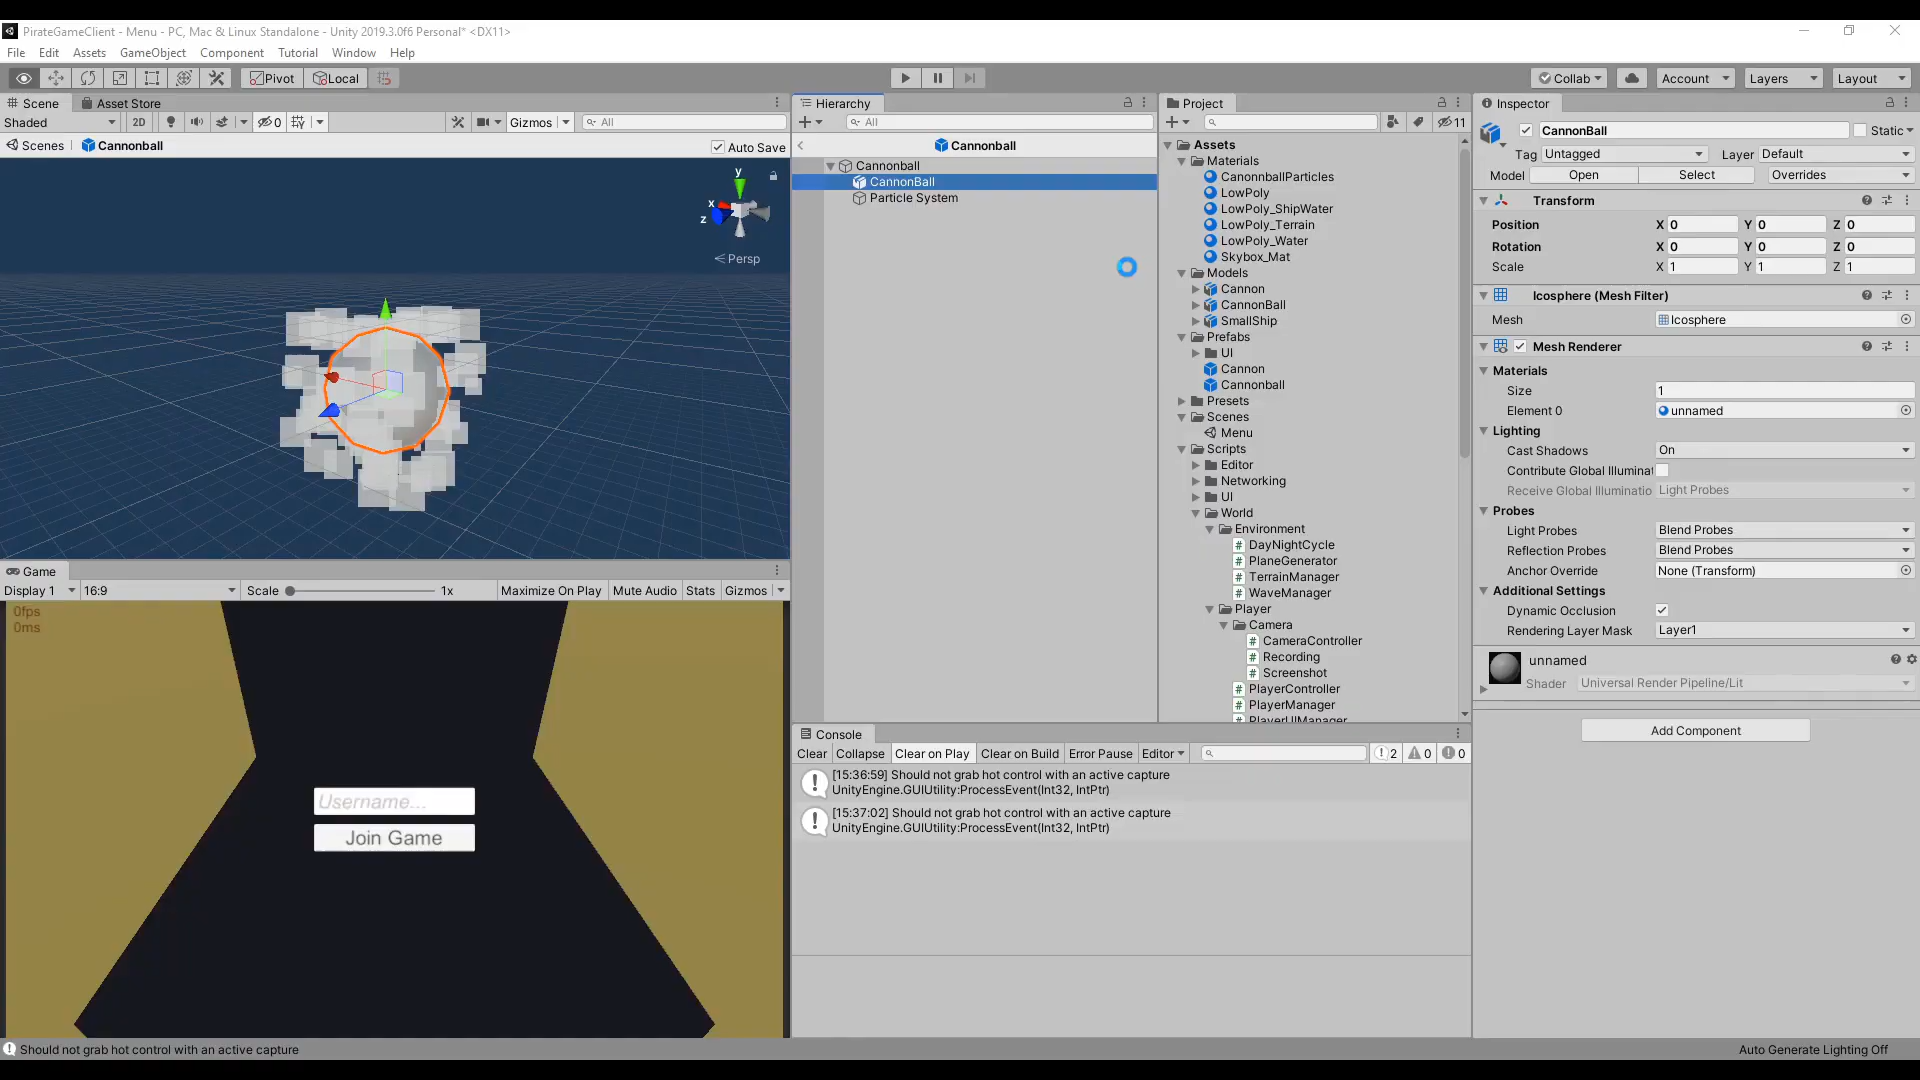 PirateGameClient - Menu - PC, Mac & Linux Standalone - Unity 2019.3.0f6 Personal* <DX11>
File Edit Assets GameObject Component Tutorial Window Help
Pivot Local
Collab Account Layers Layout
Scene Asset Store
Shaded 2D 0 Gizmos All
Scenes Cannonball Auto Save
y
x
z
Persp
Game
Display 1 16:9 Scale 1x Maximize On Play Mute Audio Stats Gizmos
0fps
0ms
Username...
Join Game
Hierarchy
All
Cannonball
Cannonball
CannonBall
Particle System
Project
11
Assets
Materials
CanonnballParticles
LowPoly
LowPoly_ShipWater
LowPoly_Terrain
LowPoly_Water
Skybox_Mat
Models
Cannon
CannonBall
SmallShip
Prefabs
UI
Cannon
Cannonball
Presets
Scenes
Menu
Scripts
Editor
Networking
UI
World
Environment
DayNightCycle
PlaneGenerator
TerrainManager
WaveManager
Player
Camera
CameraController
Recording
Screenshot
PlayerController
PlayerManager
PlayerUIManager
Console
Clear Collapse Clear on Play Clear on Build Error Pause Editor 2 0 0
[15:36:59] Should not grab hot control with an active capture
UnityEngine.GUIUtility:ProcessEvent(Int32, IntPtr)
[15:37:02] Should not grab hot control with an active capture
UnityEngine.GUIUtility:ProcessEvent(Int32, IntPtr)
Inspector
CannonBall Static
Tag Untagged Layer Default
Model Open Select Overrides
Transform
Position X 0 Y 0 Z 0
Rotation X 0 Y 0 Z 0
Scale X 1 Y 1 Z 1
Icosphere (Mesh Filter)
Mesh Icosphere
Mesh Renderer
Materials
Size 1
Element 0 unnamed
Lighting
Cast Shadows On
Contribute Global Illuminat
Receive Global Illuminatio Light Probes
Probes
Light Probes Blend Probes
Reflection Probes Blend Probes
Anchor Override None (Transform)
Additional Settings
Dynamic Occlusion
Rendering Layer Mask Layer1
unnamed
Shader Universal Render Pipeline/Lit
Add Component
Should not grab hot control with an active capture
Auto Generate Lighting Off